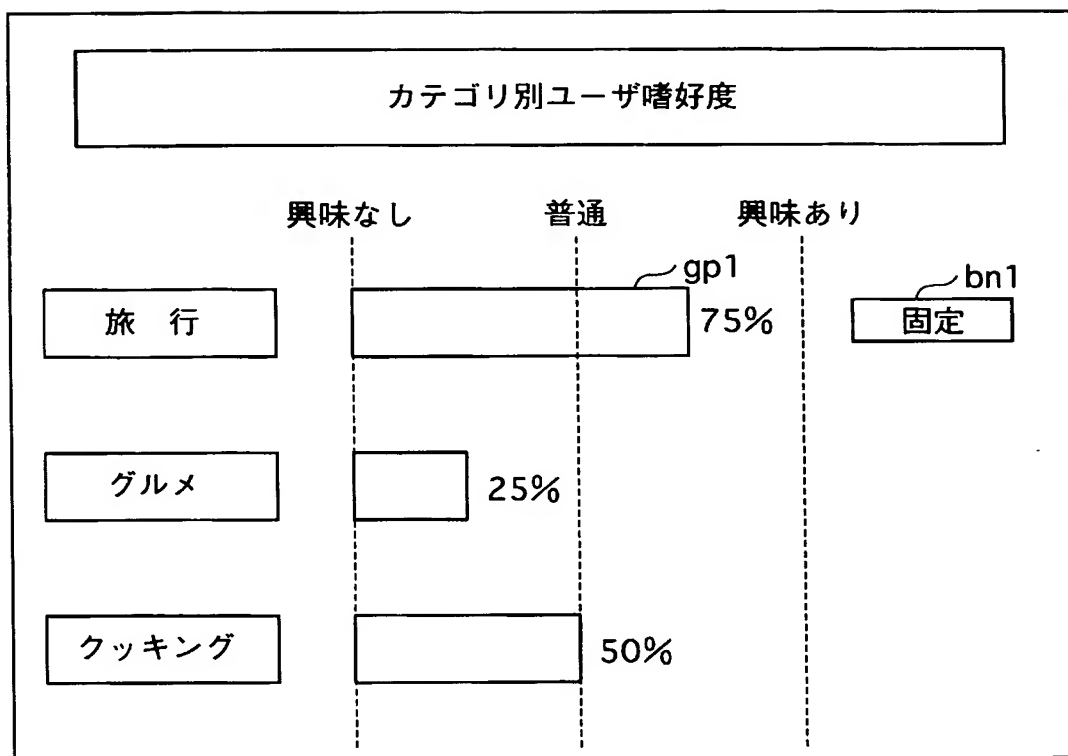 カテゴリ別ユーザ嗜好度
興味なし 普通 興味あり
gp1 bn1
旅 行 75% 固定
グルメ 25%
クッキング 50%